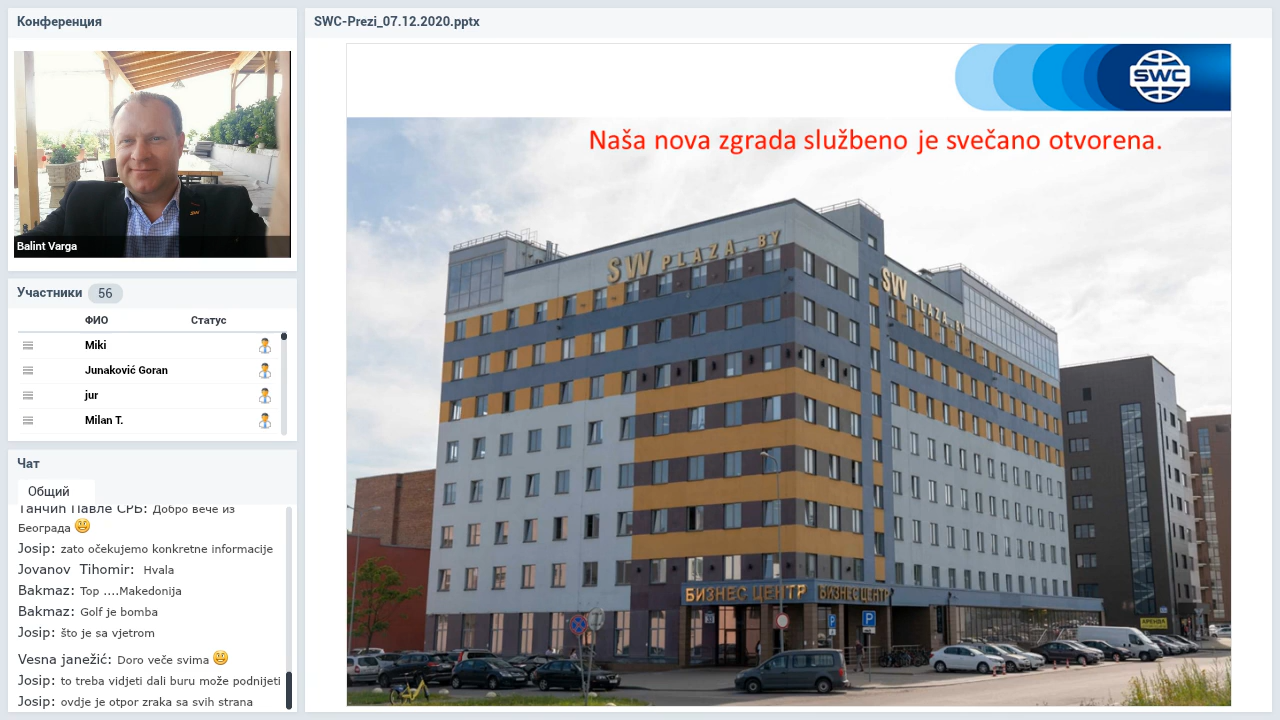 Конференция
Balint Varga
Участники 56
ФИО Статус
Miki
Junaković Goran
jur
Milan T.
Чат
Общий
Танчић Павле СРБ: Добро вече из
Београда
Josip: zato očekujemo konkretne informacije
Jovanov Tihomir: Hvala
Bakmaz: Top ....Makedonija
Bakmaz: Golf je bomba
Josip: što je sa vjetrom
Vesna janežić: Doro veče svima
Josip: to treba vidjeti dali buru može podnijeti
Josip: ovdje je otpor zraka sa svih strana
SWC-Prezi_07.12.2020.pptx
SWC
Naša nova zgrada službeno je svečano otvorena.
SW PLAZA.BY
SW PLAZA.BY
БИЗНЕС ЦЕНТР
БИЗНЕС ЦЕНТР
P
P
АРЕНДА